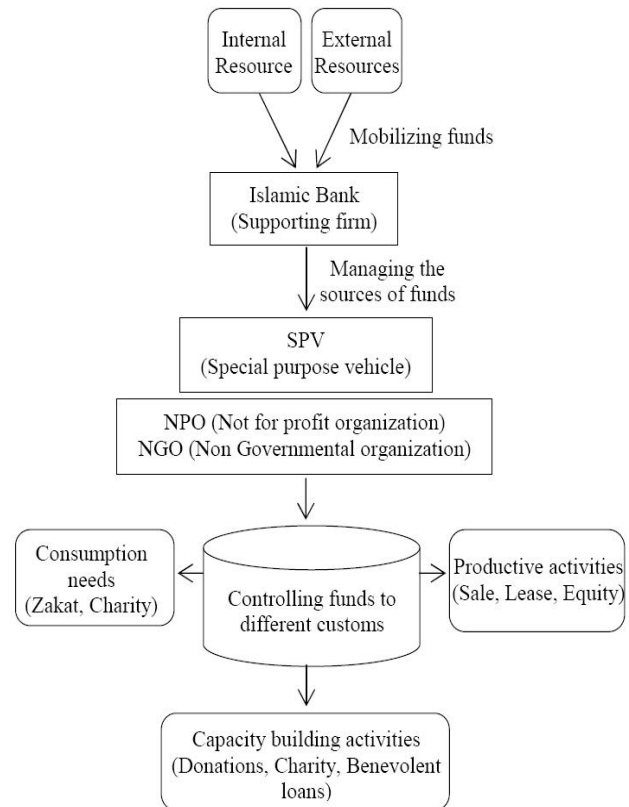 Internal
Resource
External
Resources
Mobilizing funds
Islamic Bank
(Supporting firm)
Managing the
sources of funds
SPV
(Special purpose vehicle)
NPO (Not for profit organization)
NGO (Non Governmental organization)
Consumption
needs
(Zakat, Charity)
Controlling funds to
different customs
Productive activities
(Sale, Lease, Equity)
Capacity building activities
(Donations, Charity, Benevolent
loans)